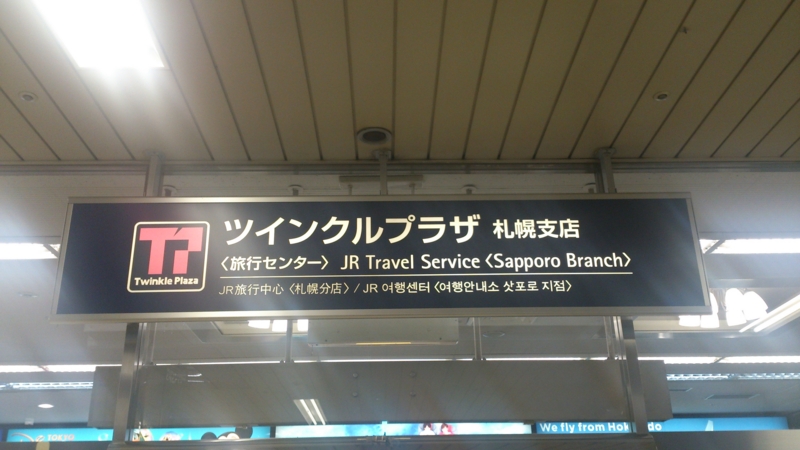 TP
Twinkle Plaza
ツインクルプラザ 札幌支店
〈旅行センター〉 JR Travel Service〈Sapporo Branch〉
JR旅行中心〈札幌分店〉/ JR 여행센터〈여행안내소 삿포로 지점〉
We fly from Hok do